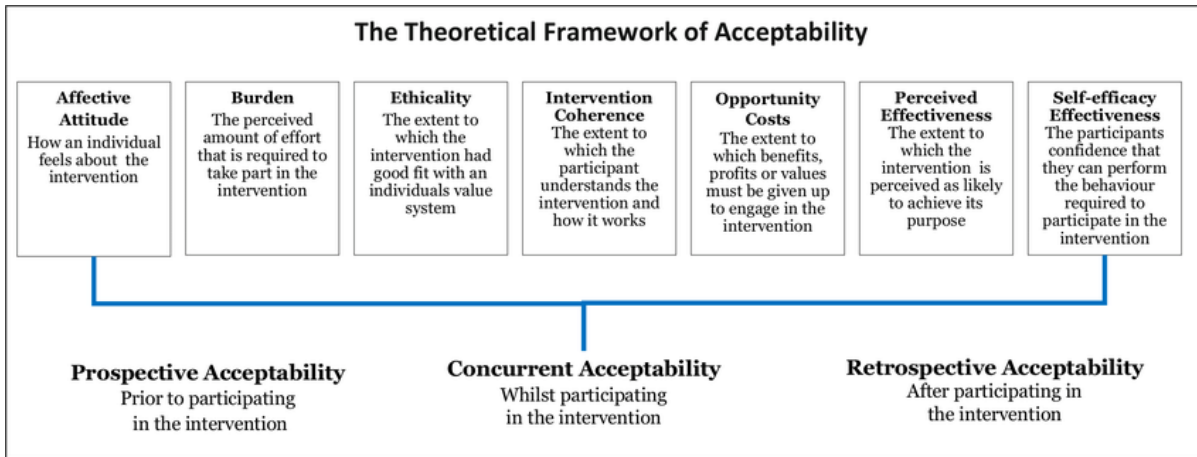 The Theoretical Framework of Acceptability
Affective
Attitude
How an individual
feels about the
intervention
Burden
The perceived
amount of effort
that is required to
take part in the
intervention
Ethicality
The extent to
which the
intervention had
good fit with an
individuals value
system
Intervention
Coherence
The extent to
which the
participant
understands the
intervention and
how it works
Opportunity
Costs
The extent to
which benefits,
profits or values
must be given up
to engage in the
intervention
Perceived
Effectiveness
The extent to
which the
intervention is
perceived as likely
to achieve its
purpose
Self-efficacy
Effectiveness
The participants
confidence that
they can perform
the behaviour
required to
participate in the
intervention
Prospective Acceptability
Prior to participating
in the intervention
Concurrent Acceptability
Whilst participating
in the intervention
Retrospective Acceptability
After participating in
the intervention